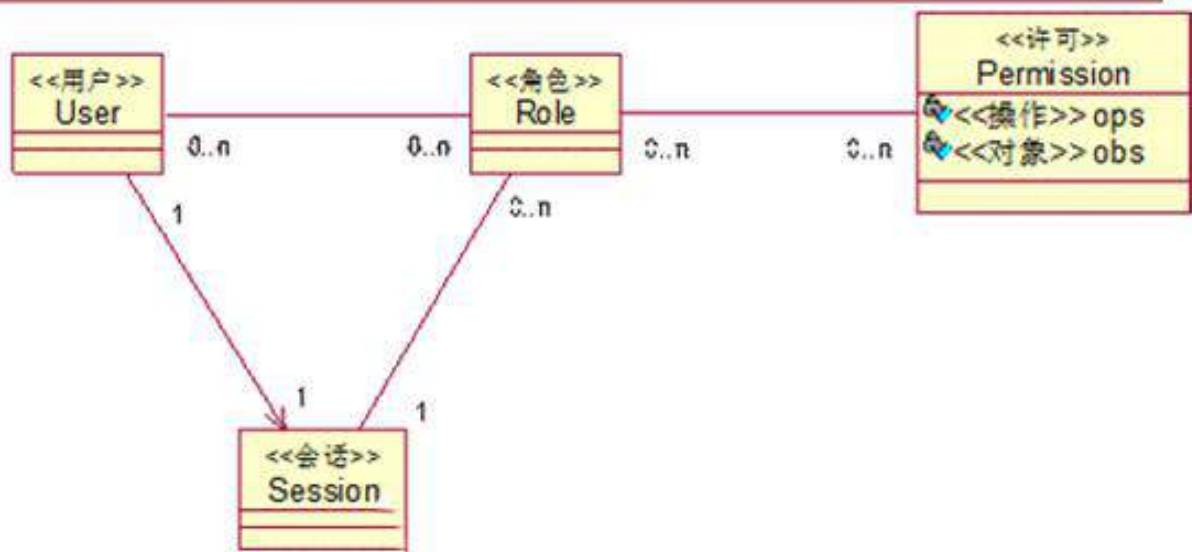 <<用户>>
User
<<角色>>
Role
<<许可>>
Permission
<<操作>> ops
<<对象>> obs
0..n
0..n
0..n
0..n
1
0..n
1
1
<<会话>>
Session